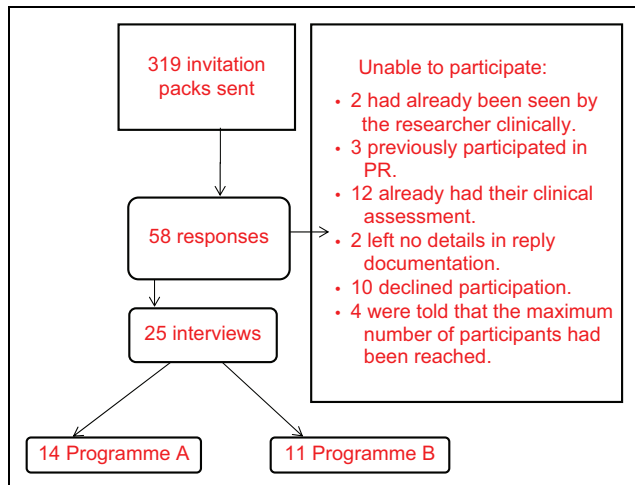 319 invitation
packs sent
Unable to participate:
• 2 had already been seen by
the researcher clinically.
• 3 previously participated in
PR.
• 12 already had their clinical
assessment.
• 2 left no details in reply
documentation.
• 10 declined participation.
• 4 were told that the maximum
number of participants had
been reached.
58 responses
25 interviews
14 Programme A
11 Programme B